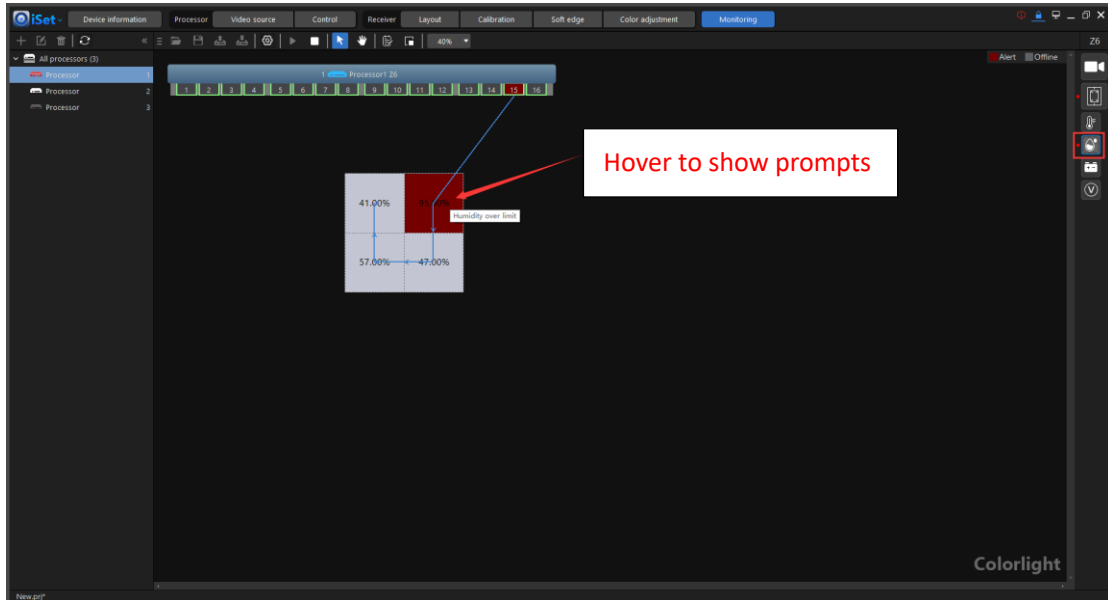 iSet Device information Processor Video source Control Receiver Layout Calibration Soft edge Color adjustment Monitoring
40% Z6
All processors (3) Alert Offline
Processor 1
1 Processor1 Z6
Processor 2
1 2 3 4 5 6 7 8 9 10 11 12 13 14 15 16
Processor 3
Hover to show prompts
41.00%
Humidity over limit
57.00% 47.00%
V
Colorlight
New.prj*